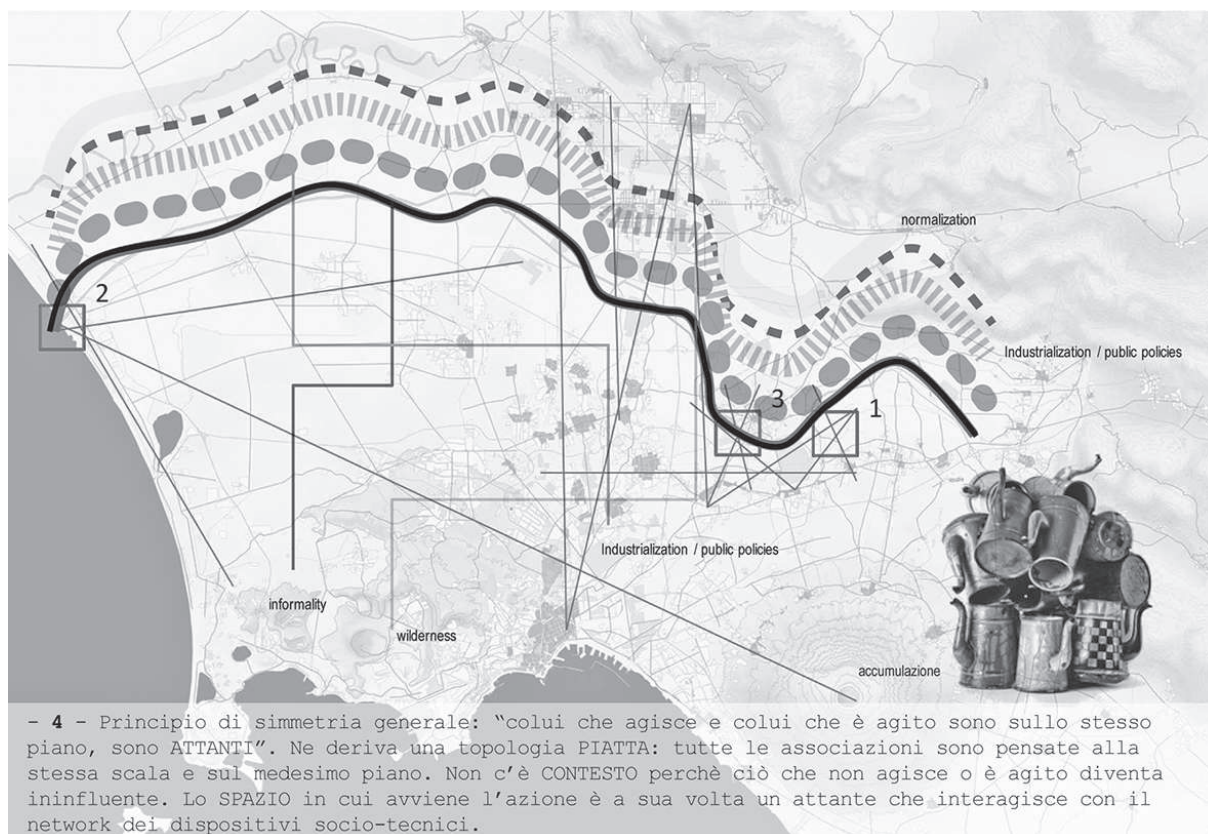 normalization
2
Industrialization / public policies
3
1
Industrialization / public policies
informality
wilderness
accumulazione
- 4 - Principio di simmetria generale: “colui che agisce e colui che è agito sono sullo stesso
piano, sono ATTANTI”. Ne deriva una topologia PIATTA: tutte le associazioni sono pensate alla
stessa scala e sul medesimo piano. Non c’è CONTESTO perchè ciò che non agisce o è agito diventa
ininfluente. Lo SPAZIO in cui avviene l’azione è a sua volta un attante che interagisce con il
network dei dispositivi socio-tecnici.